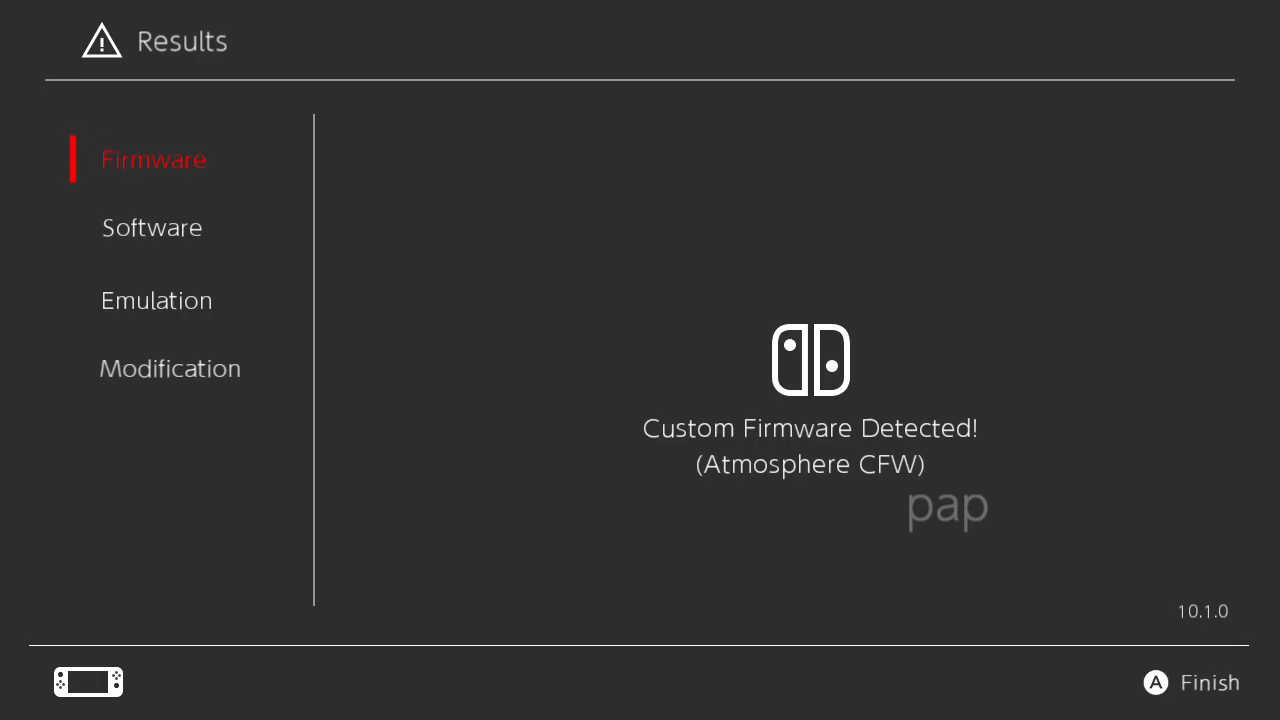 Results
Firmware
Software
Emulation
Modification
Custom Firmware Detected!
(Atmosphere CFW)
pap
10.1.0
A Finish